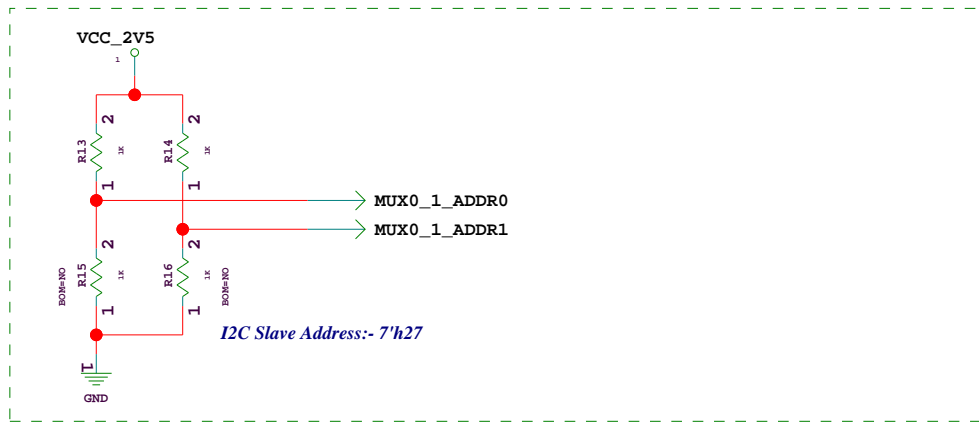 VCC_2V5
1
2 2
R13 1K R14 1K
1 1
MUX0_1_ADDR0
MUX0_1_ADDR1
2 2
BOM=NO R15 1K R16 1K BOM=NO
1 1
I2C Slave Address:- 7'h27
1
GND